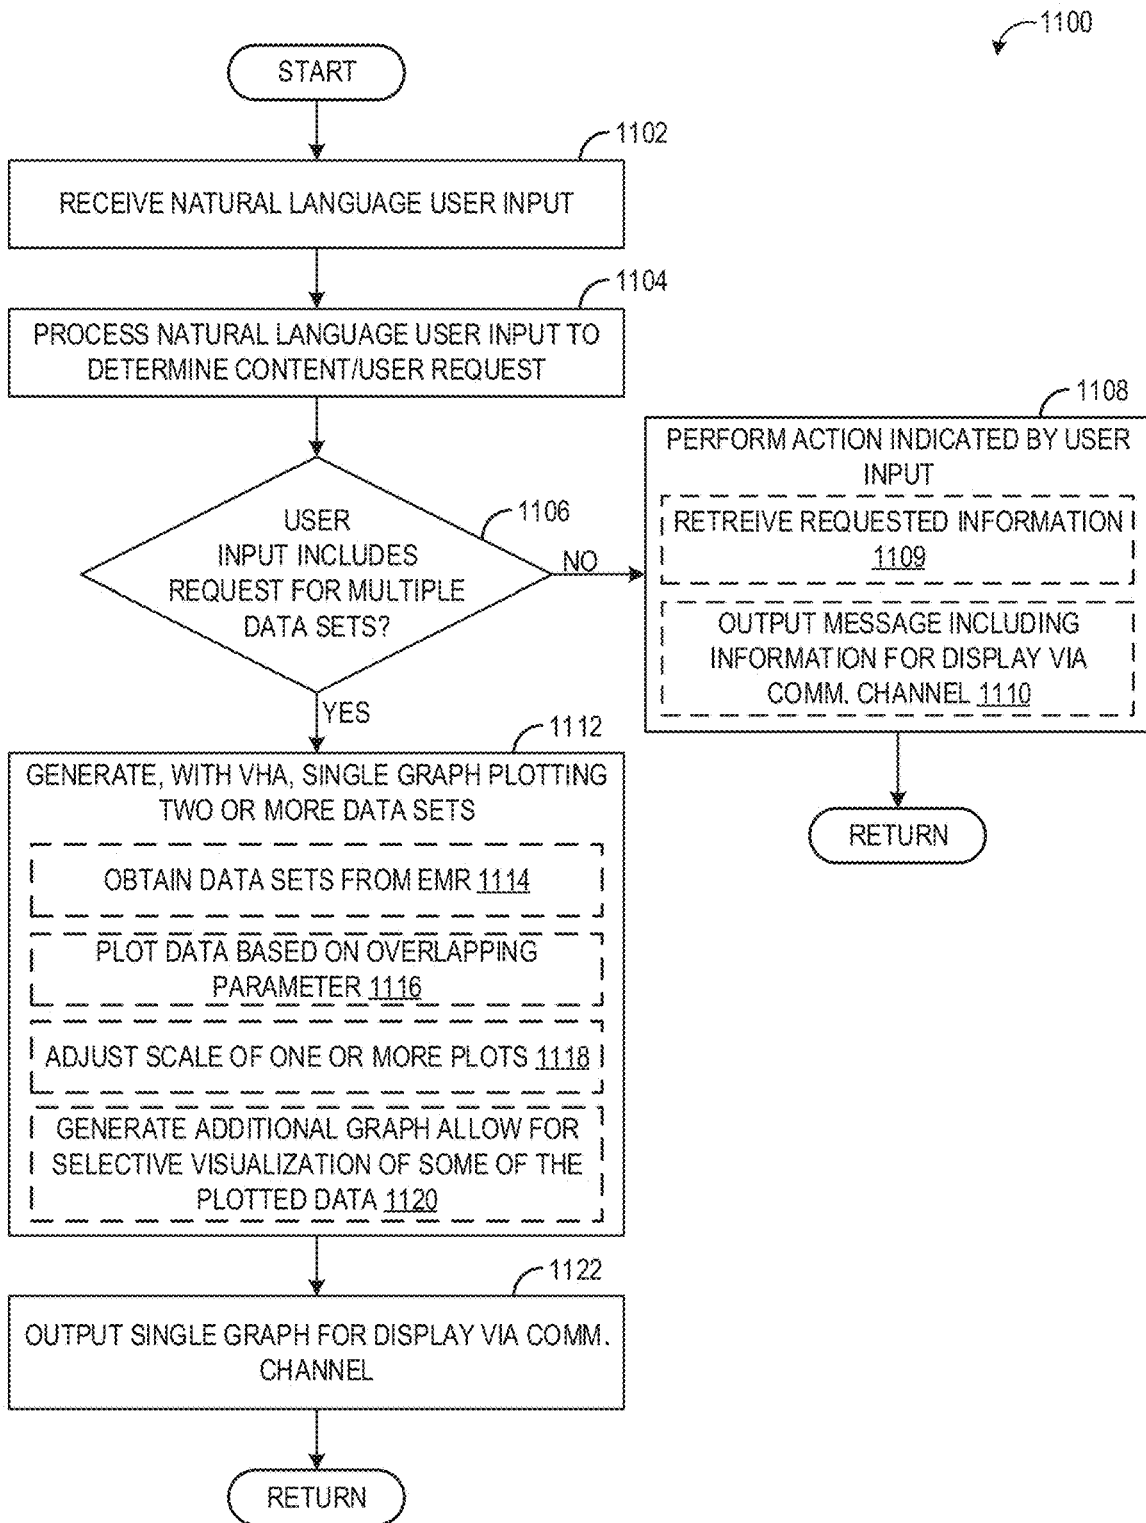 1100
START
1102
RECEIVE NATURAL LANGUAGE USER INPUT
1104
PROCESS NATURAL LANGUAGE USER INPUT TO
DETERMINE CONTENT/USER REQUEST
1106
USER
INPUT INCLUDES
REQUEST FOR MULTIPLE
DATA SETS?
NO
1108
PERFORM ACTION INDICATED BY USER
INPUT
RETREIVE REQUESTED INFORMATION
1109
OUTPUT MESSAGE INCLUDING
INFORMATION FOR DISPLAY VIA
COMM. CHANNEL 1110
RETURN
YES
1112
GENERATE, WITH VHA, SINGLE GRAPH PLOTTING
TWO OR MORE DATA SETS
OBTAIN DATA SETS FROM EMR 1114
PLOT DATA BASED ON OVERLAPPING
PARAMETER 1116
ADJUST SCALE OF ONE OR MORE PLOTS 1118
GENERATE ADDITIONAL GRAPH ALLOW FOR
SELECTIVE VISUALIZATION OF SOME OF THE
PLOTTED DATA 1120
1122
OUTPUT SINGLE GRAPH FOR DISPLAY VIA COMM.
CHANNEL
RETURN